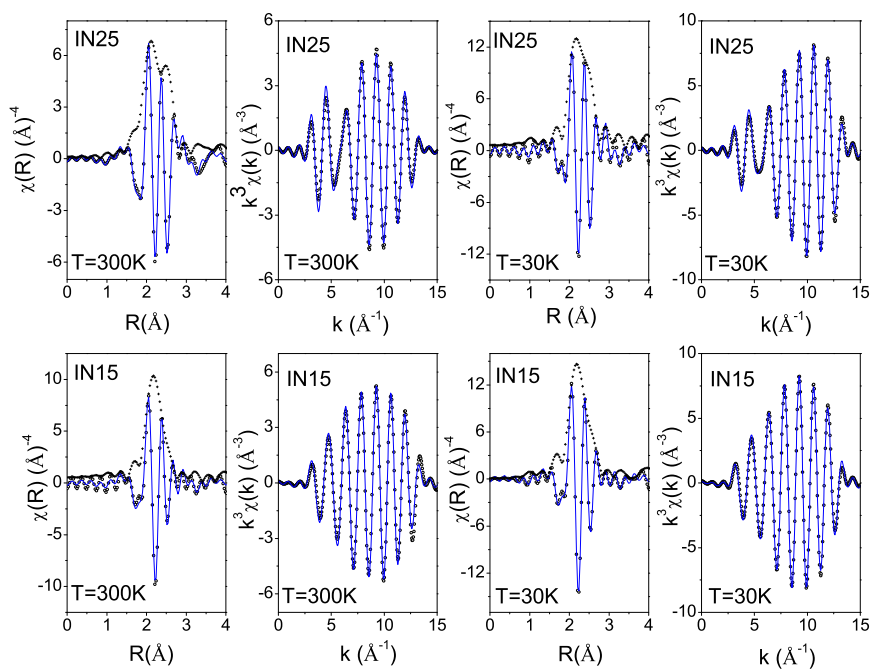 IN25
χ(R) (Å)⁻⁴
6
3
0
-3
-6
T=300K
0 1 2 3 4
R(Å)
IN25
k³χ(k) (Å⁻³)
6
3
0
-3
-6
T=300K
0 5 10 15
k (Å⁻¹)
IN25
χ(R) (Å)⁻⁴
12
6
0
-6
-12
T=30K
0 1 2 3 4
R (Å)
IN25
k³χ(k) (Å⁻³)
10
5
0
-5
-10
T=30K
0 5 10 15
k(Å⁻¹)
IN15
χ(R) (Å)⁻⁴
10
5
0
-5
-10
T=300K
0 1 2 3 4
R(Å)
IN15
k³χ(k) (Å⁻³)
6
3
0
-3
-6
T=300K
0 5 10 15
k (Å⁻¹)
IN15
χ(R) (Å)⁻⁴
12
6
0
-6
-12
T=30K
0 1 2 3 4
R(Å)
IN15
k³χ(k) (Å⁻³)
10
5
0
-5
-10
T=30K
0 5 10 15
k (Å⁻¹)